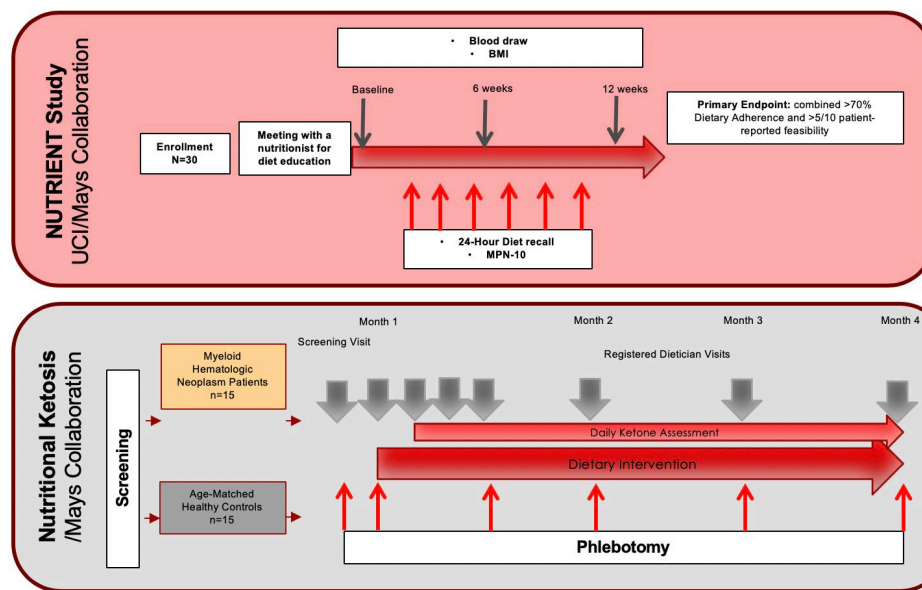 NUTRIENT Study
UCI/Mays Collaboration
• Blood draw
• BMI
Baseline
6 weeks
12 weeks
Enrollment
N=30
Meeting with a
nutritionist for
diet education
Primary Endpoint: combined >70%
Dietary Adherence and >5/10 patient-
reported feasibility
• 24-Hour Diet recall
• MPN-10
Nutritional Ketosis
/Mays Collaboration
Screening
Myeloid
Hematologic
Neoplasm Patients
n=15
Age-Matched
Healthy Controls
n=15
Month 1
Month 2
Month 3
Month 4
Screening Visit
Registered Dietician Visits
Daily Ketone Assessment
Dietary Intervention
Phlebotomy